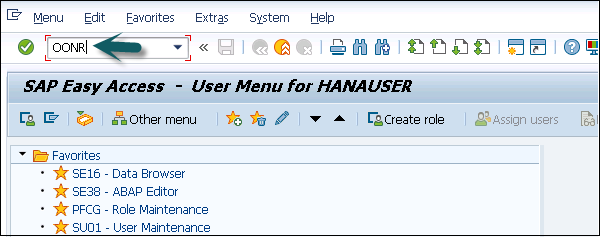 Menu Edit Favorites Extras System Help
OONR
SAP Easy Access - User Menu for HANAUSER
Other menu Create role Assign users
Favorites
SE16 - Data Browser
SE38 - ABAP Editor
PFCG - Role Maintenance
SU01 - User Maintenance